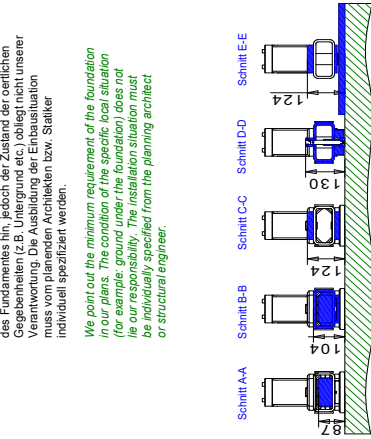 des Fundamentes hin, jedoch der Zustand der oertlichen
Gegebenheiten (z.B. Untergrund etc.) obliegt nicht unserer
Verantwortung. Die Ausbildung der Einbausituation
muss vom planenden Architekten bzw. Statiker
individuell spezifiziert werden.
We point out the minimum requirement of the foundation
in our plans. The condition of the specific local situation
(for example: ground under the foundation) does not
lie our responsibility. The installation situation must
be individually specified from the planning architect
or structural engineer.
Schnitt E-E
124
Schnitt D-D
130
Schnitt C-C
124
Schnitt B-B
104
Schnitt A-A
87